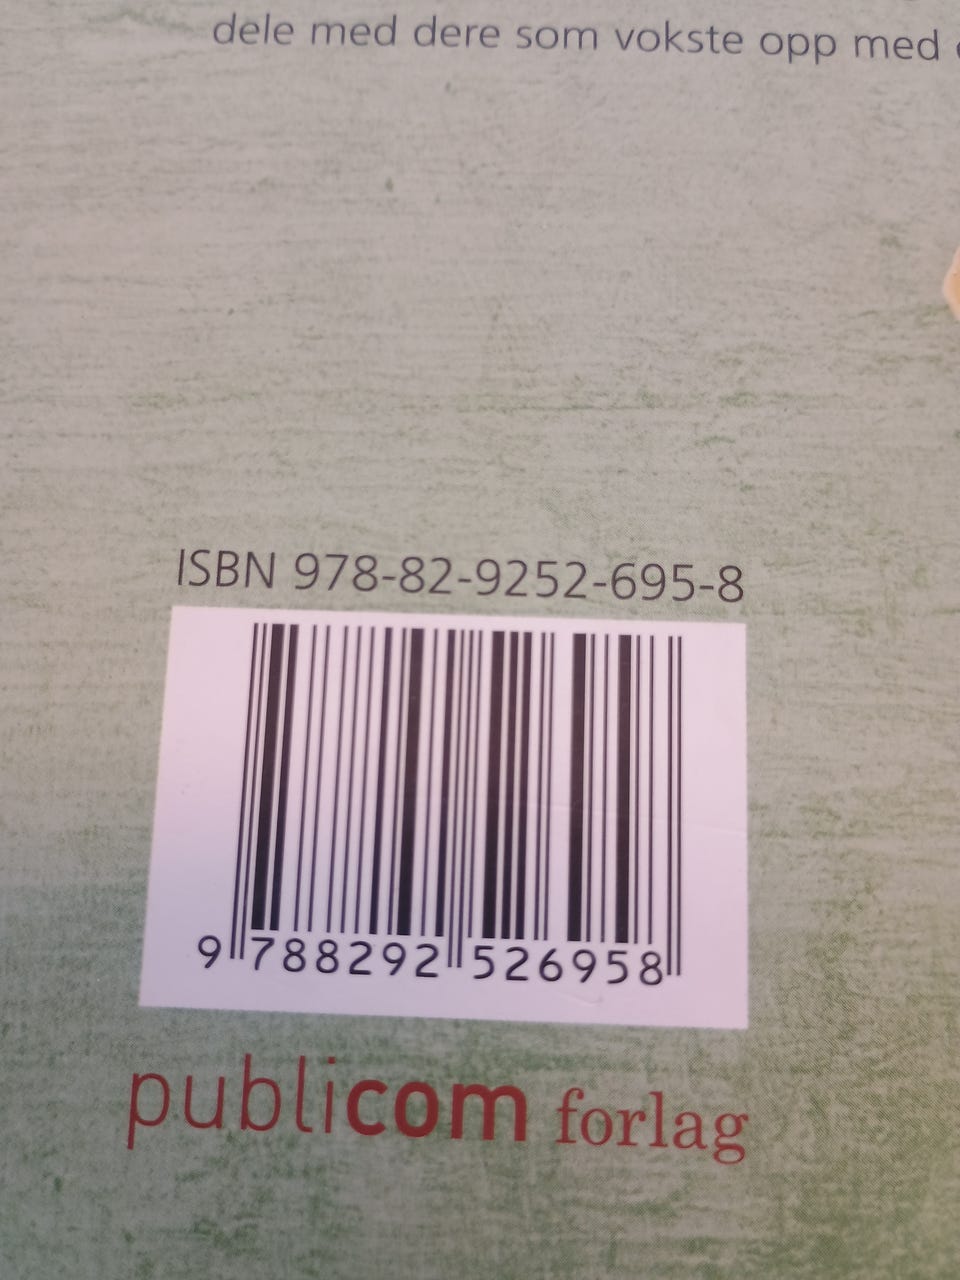 dele med dere som vokste opp med
ISBN 978-82-9252-695-8
9 788292 526958
publicom forlag